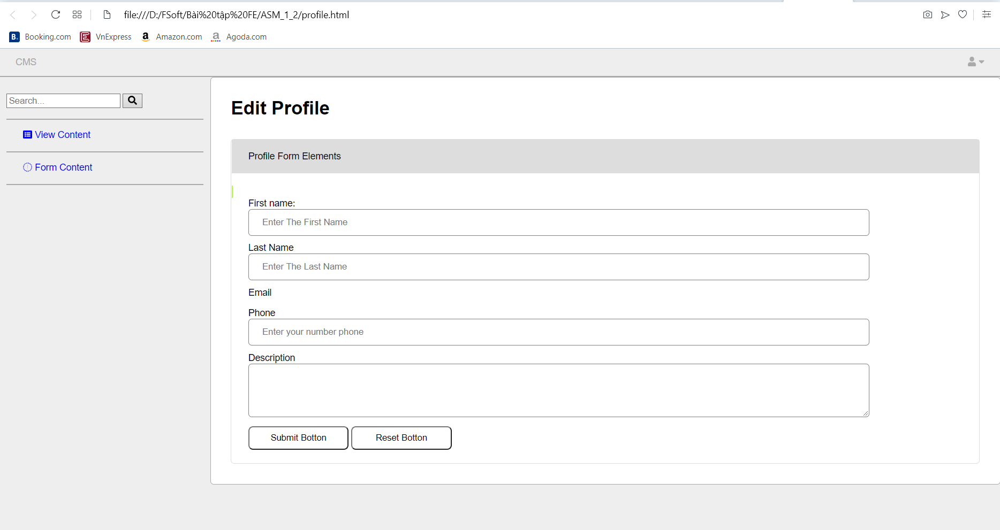 file:///D:/FSoft/Bài%20tập%20FE/ASM_1_2/profile.html
B. Booking.com E VnExpress a Amazon.com a Agoda.com
CMS
Search...
View Content
Form Content
Edit Profile
Profile Form Elements
First name:
Enter The First Name
Last Name
Enter The Last Name
Email
Phone
Enter your number phone
Description
Submit Botton Reset Botton